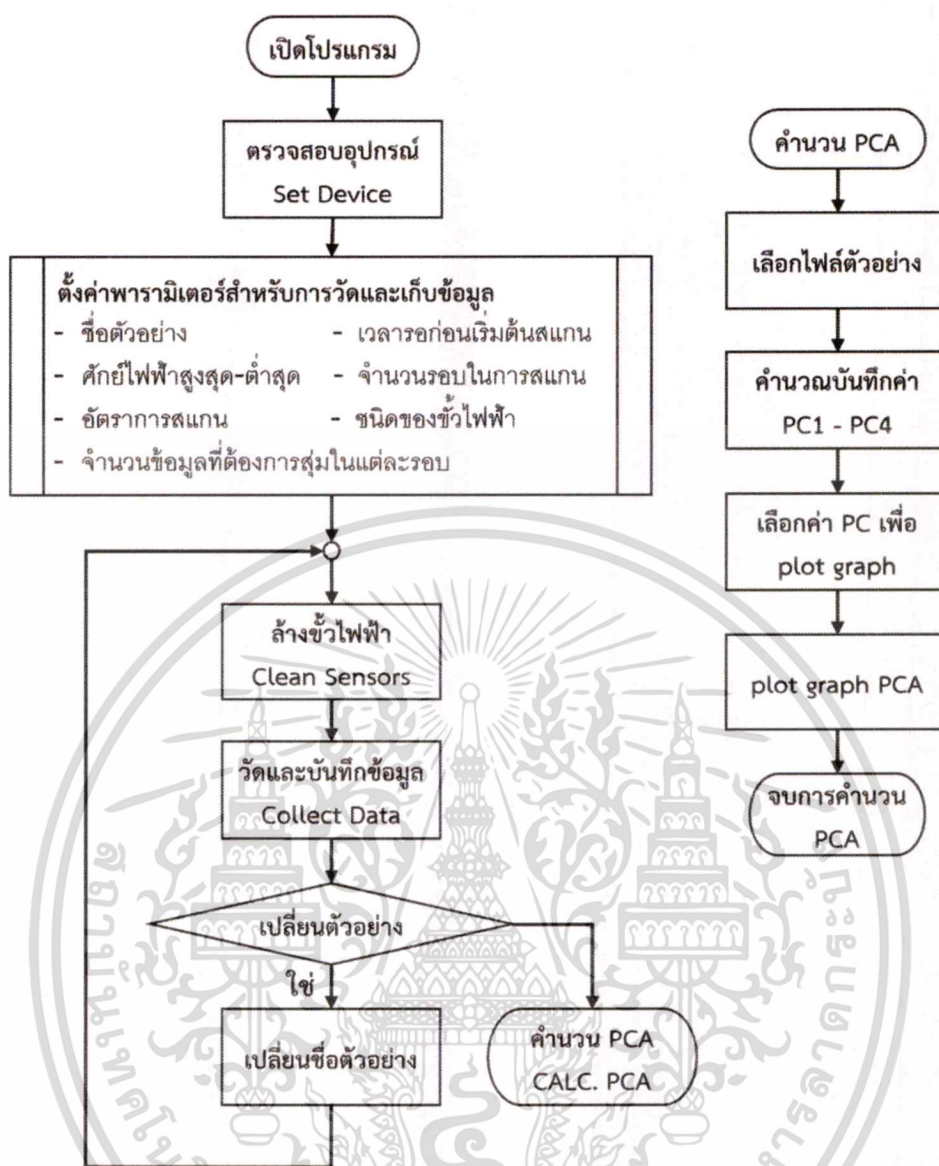 เปิดโปรแกรม
ตรวจสอบอุปกรณ์
Set Device
ตั้งค่าพารามิเตอร์สำหรับการวัดและเก็บข้อมูล
- ชื่อตัวอย่าง
- เวลารอก่อนเริ่มต้นสแกน
- ศักย์ไฟฟ้าสูงสุด-ต่ำสุด
- จำนวนรอบในการสแกน
- อัตราการสแกน
- ชนิดของขั้วไฟฟ้า
- จำนวนข้อมูลที่ต้องการสุ่มในแต่ละรอบ
ล้างขั้วไฟฟ้า
Clean Sensors
วัดและบันทึกข้อมูล
Collect Data
เปลี่ยนตัวอย่าง
ใช่
เปลี่ยนชื่อตัวอย่าง
คำนวน PCA
CALC. PCA
คำนวน PCA
เลือกไฟล์ตัวอย่าง
คำนวณบันทึกค่า
PC1 - PC4
เลือกค่า PC เพื่อ
plot graph
plot graph PCA
จบการคำนวน
PCA